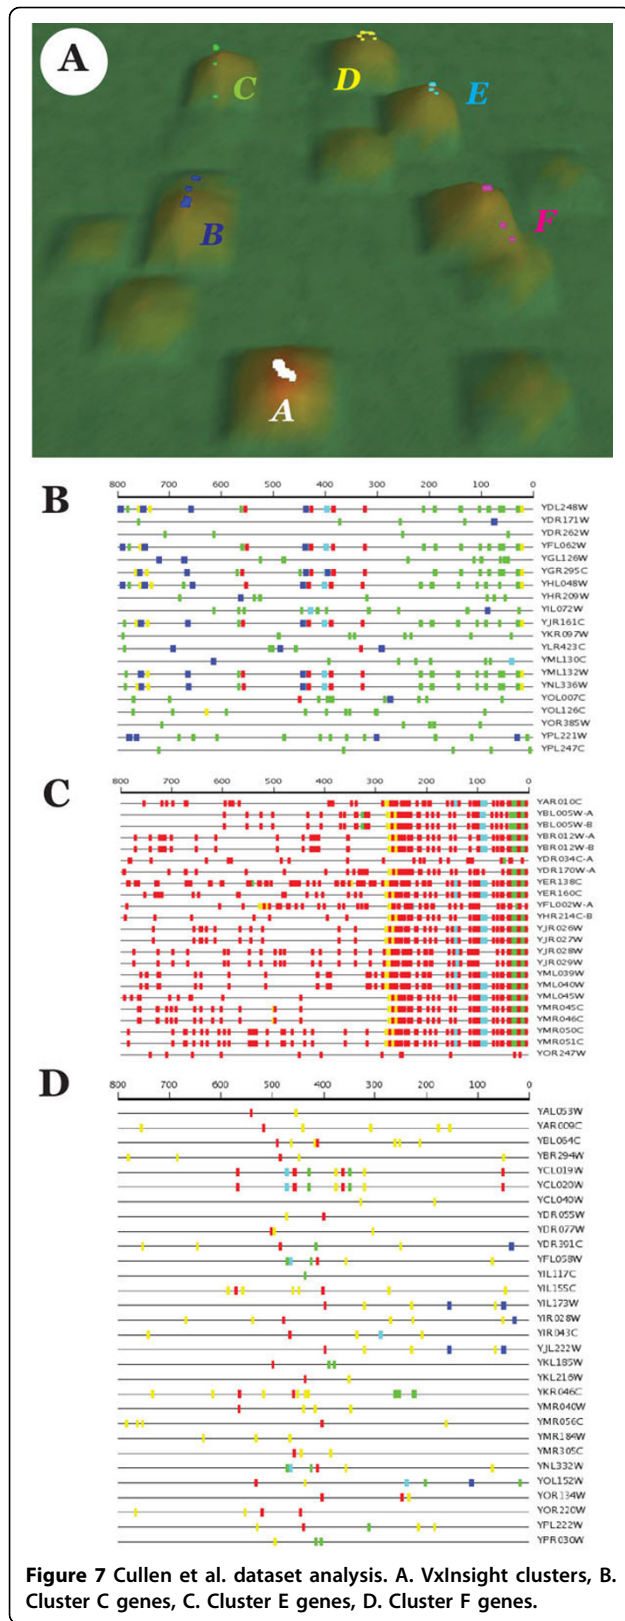 A
C
D
E
B
F
A
B
800 700 600 500 400 300 200 100 0
YDL248W
YDR171W
YDR262W
YFL062W
YGL126W
YGR295C
YHL048W
YHR209W
YIL072W
YJR161C
YKR097W
YLR423C
YML130C
YML132W
YNL336W
YOL007C
YOL126C
YOR385W
YPL221W
YPL247C
C
800 700 600 500 400 300 200 100 0
YAR010C
YBL005W-A
YBL005W-B
YBR012W-A
YBR012W-B
YDR034C-A
YDR170W-A
YER138C
YER160C
YFL002W-A
YHR214C-B
YJR026W
YJR027W
YJR028W
YJR029W
YML039W
YML040W
YML045W
YMR045C
YMR046C
YMR050C
YMR051C
YOR247W
D
800 700 600 500 400 300 200 100 0
YAL053W
YAR009C
YBL064C
YBR294W
YCL019W
YCL020W
YCL040W
YDR055W
YDR077W
YDR391C
YFL058W
YIL117C
YIL155C
YIL173W
YIR028W
YIR043C
YJL222W
YKL185W
YKL216W
YKR046C
YMR040W
YMR056C
YMR184W
YMR305C
YNL332W
YOL152W
YOR134W
YOR220W
YPL222W
YPR030W
Figure 7 Cullen et al. dataset analysis. A. VxInsight clusters, B.
Cluster C genes, C. Cluster E genes, D. Cluster F genes.